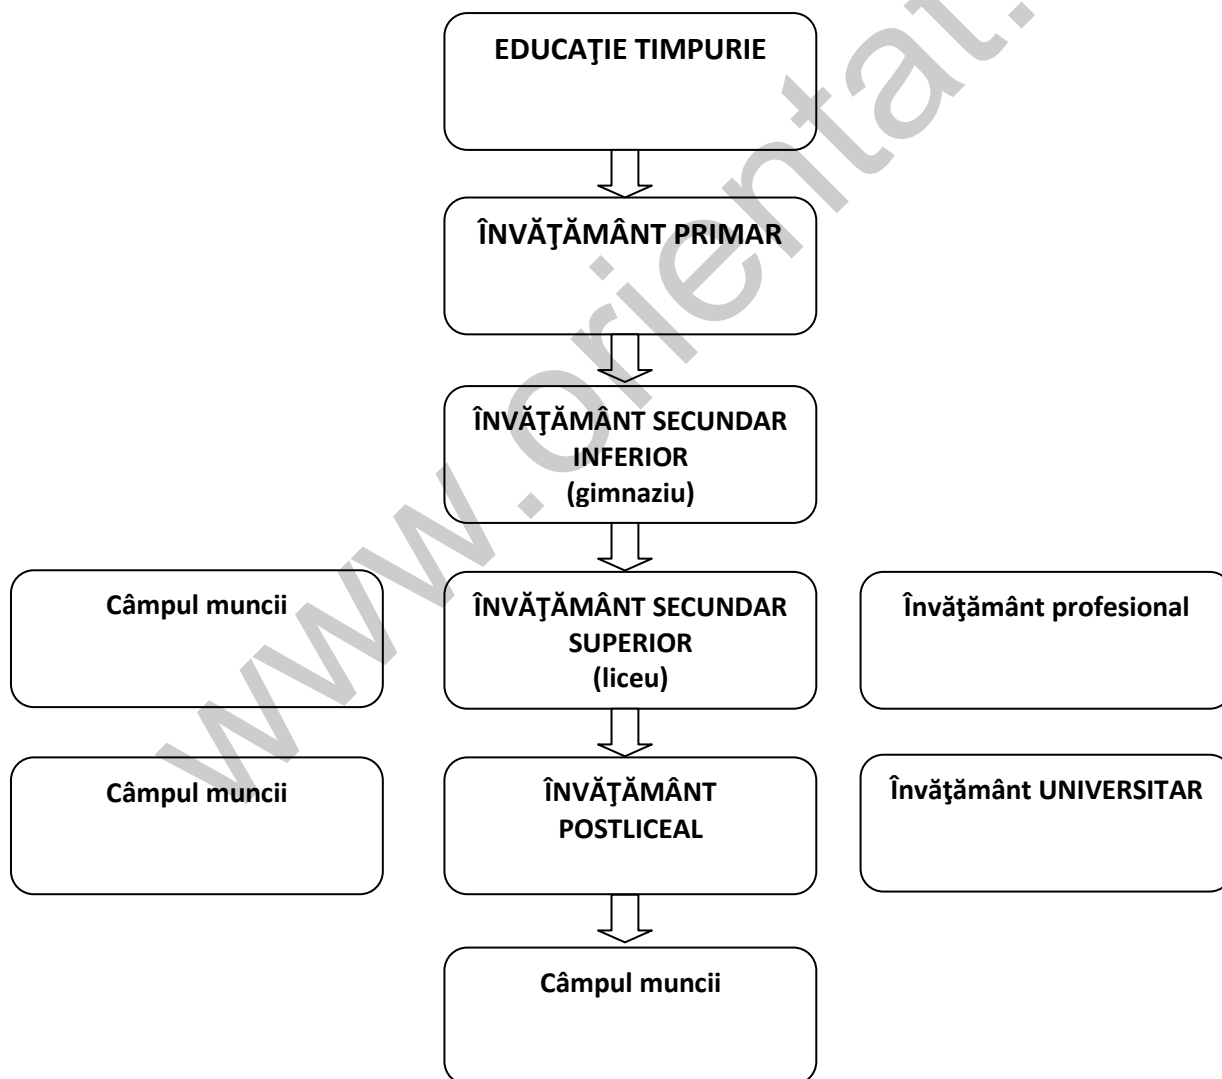 EDUCAŢIE TIMPURIE
ÎNVĂŢĂMÂNT PRIMAR
ÎNVĂŢĂMÂNT SECUNDAR
INFERIOR
(gimnaziu)
Câmpul muncii
ÎNVĂŢĂMÂNT SECUNDAR
SUPERIOR
(liceu)
Învăţământ profesional
Câmpul muncii
ÎNVĂŢĂMÂNT
POSTLICEAL
Învăţământ UNIVERSITAR
Câmpul muncii
www.orientat.